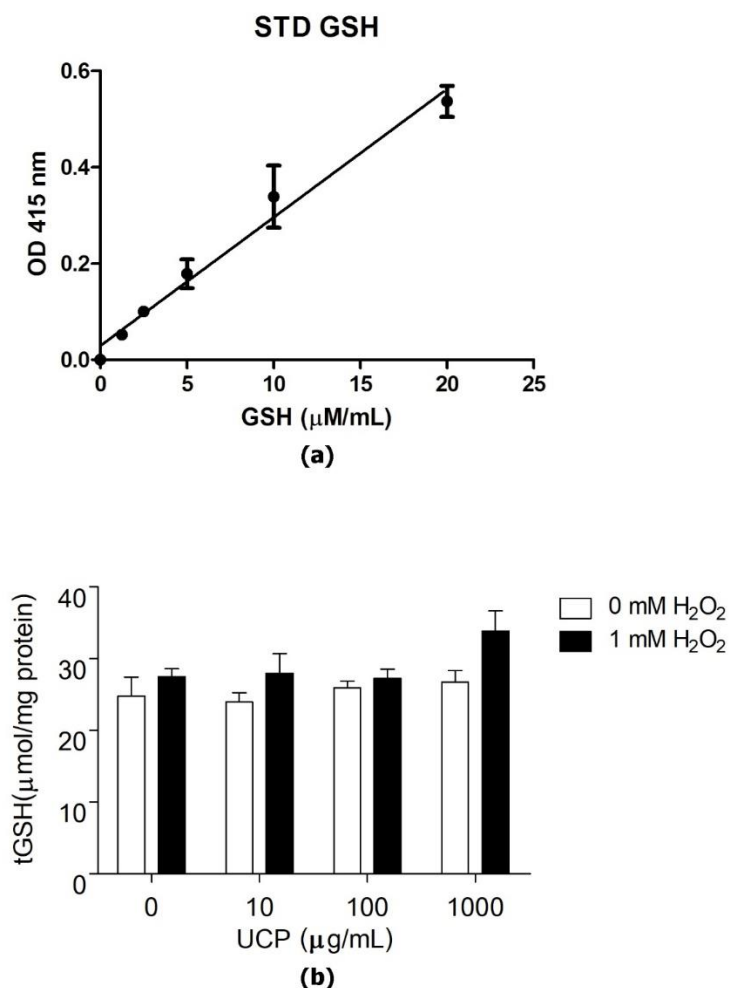 STD GSH
0.6
0.4
0.2
0.0
OD 415 nm
0 5 10 15 20 25
GSH (μM/mL)
(a)
40
30
20
10
0
tGSH(μmol/mg protein)
0 mM H₂O₂
1 mM H₂O₂
0 10 100 1000
UCP (μg/mL)
(b)